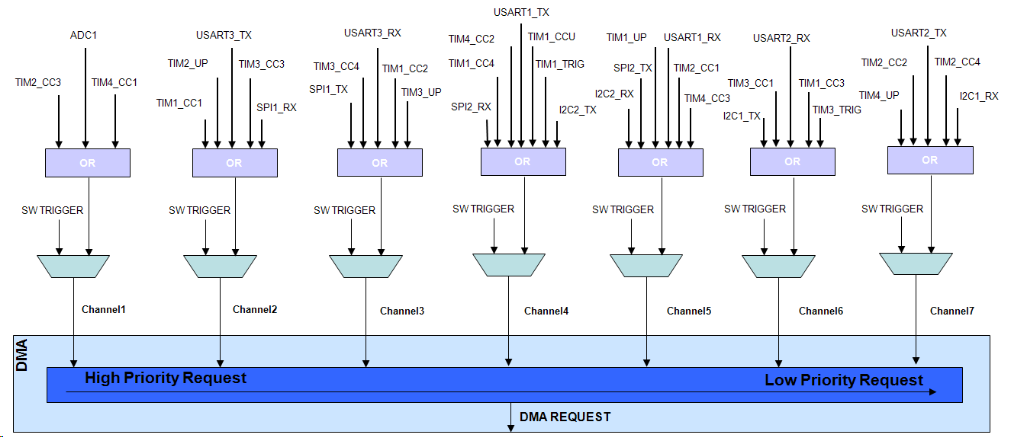 USART1_TX
ADC1
USART3_TX
USART3_RX
TIM4_CC2
TIM1_CCU
TIM1_UP
USART1_RX
USART2_RX
USART2_TX
TIM2_CC3
TIM4_CC1
TIM2_UP
TIM3_CC3
TIM3_CC4
TIM1_CC2
TIM1_CC4
TIM1_TRIG
SPI2_TX
TIM2_CC1
TIM3_CC1
TIM1_CC3
TIM2_CC2
TIM2_CC4
TIM1_CC1
SPI1_RX
SPI1_TX
TIM3_UP
SPI2_RX
I2C2_TX
I2C2_RX
TIM4_CC3
I2C1_TX
TIM3_TRIG
TIM4_UP
I2C1_RX
OR
OR
OR
OR
OR
OR
OR
SW TRIGGER
SW TRIGGER
SW TRIGGER
SW TRIGGER
SW TRIGGER
SW TRIGGER
SW TRIGGER
Channel1
Channel2
Channel3
Channel4
Channel5
Channel6
Channel7
DMA
High Priority Request
Low Priority Request
DMA REQUEST